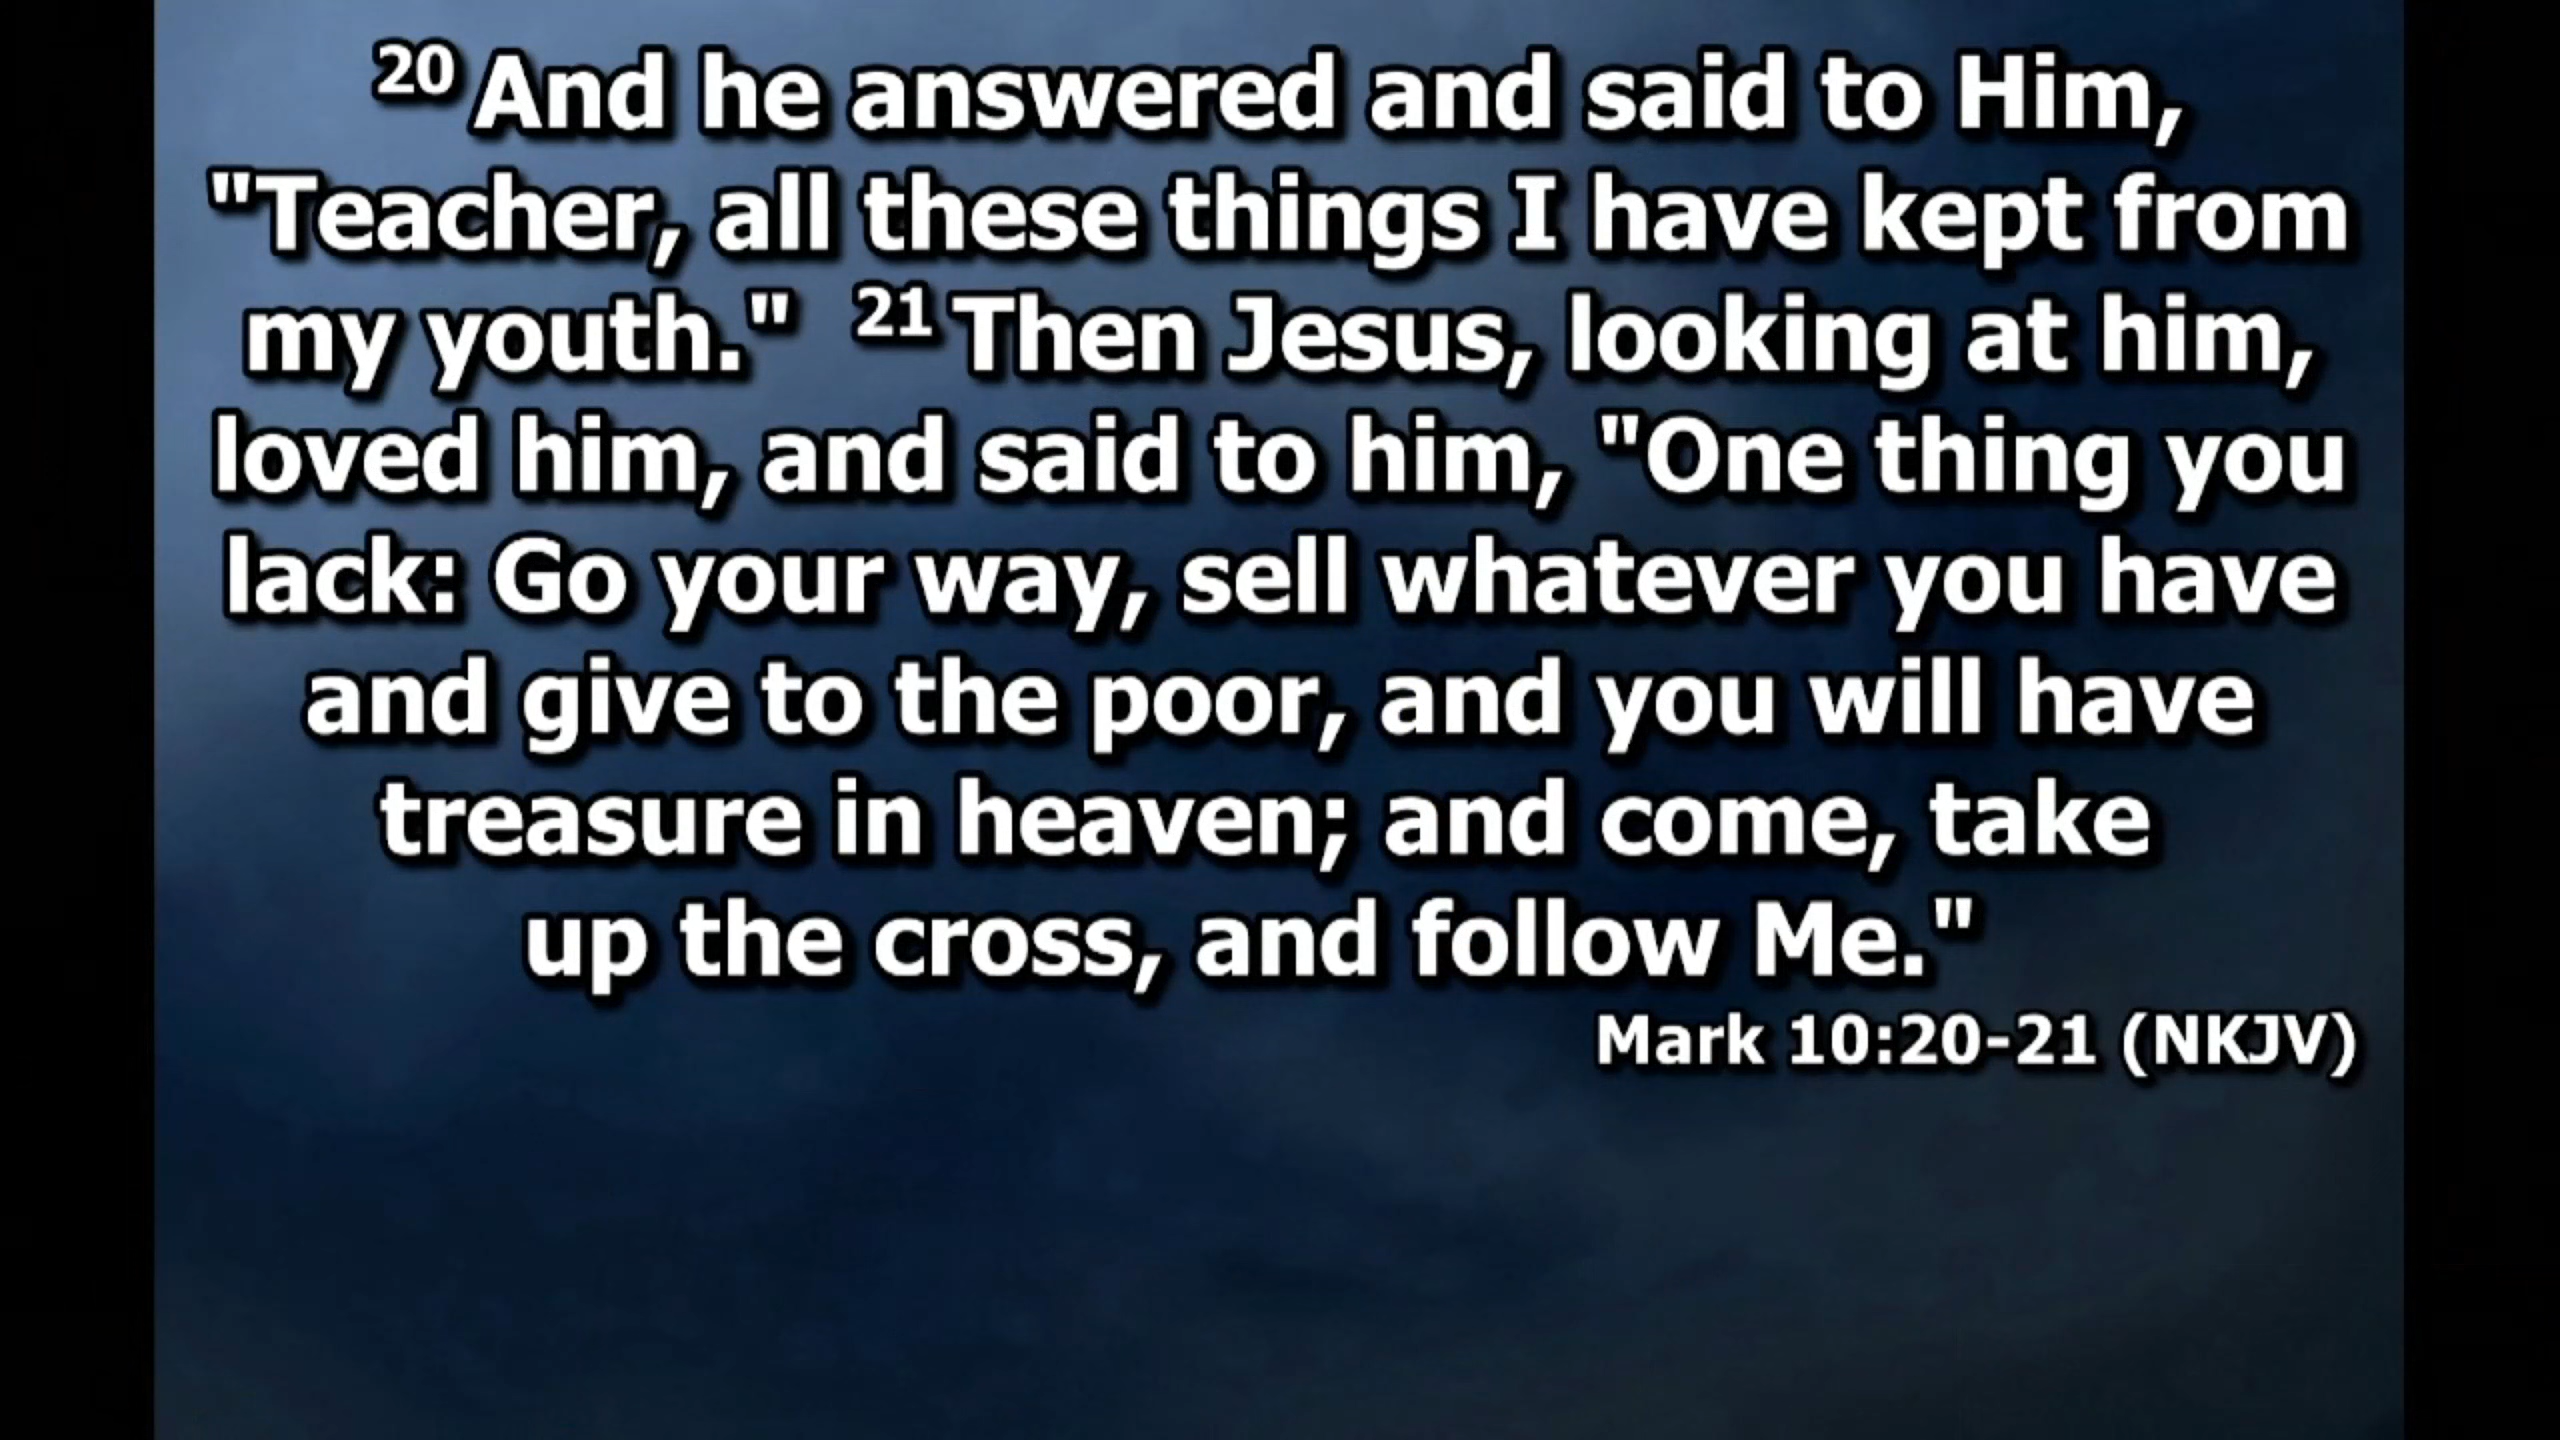 20 And he answered and said to Him,
"Teacher, all these things I have kept from
my youth." 21 Then Jesus, looking at him,
loved him, and said to him, "One thing you
lack: Go your way, sell whatever you have
and give to the poor, and you will have
treasure in heaven; and come, take
up the cross, and follow Me."
Mark 10:20-21 (NKJV)